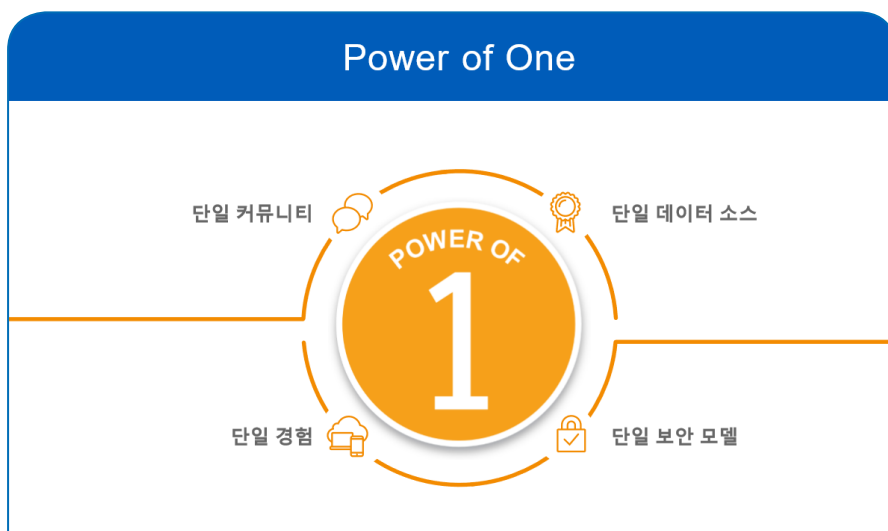 Power of One
단일 커뮤니티
단일 데이터 소스
POWER OF
1
단일 경험
단일 보안 모델